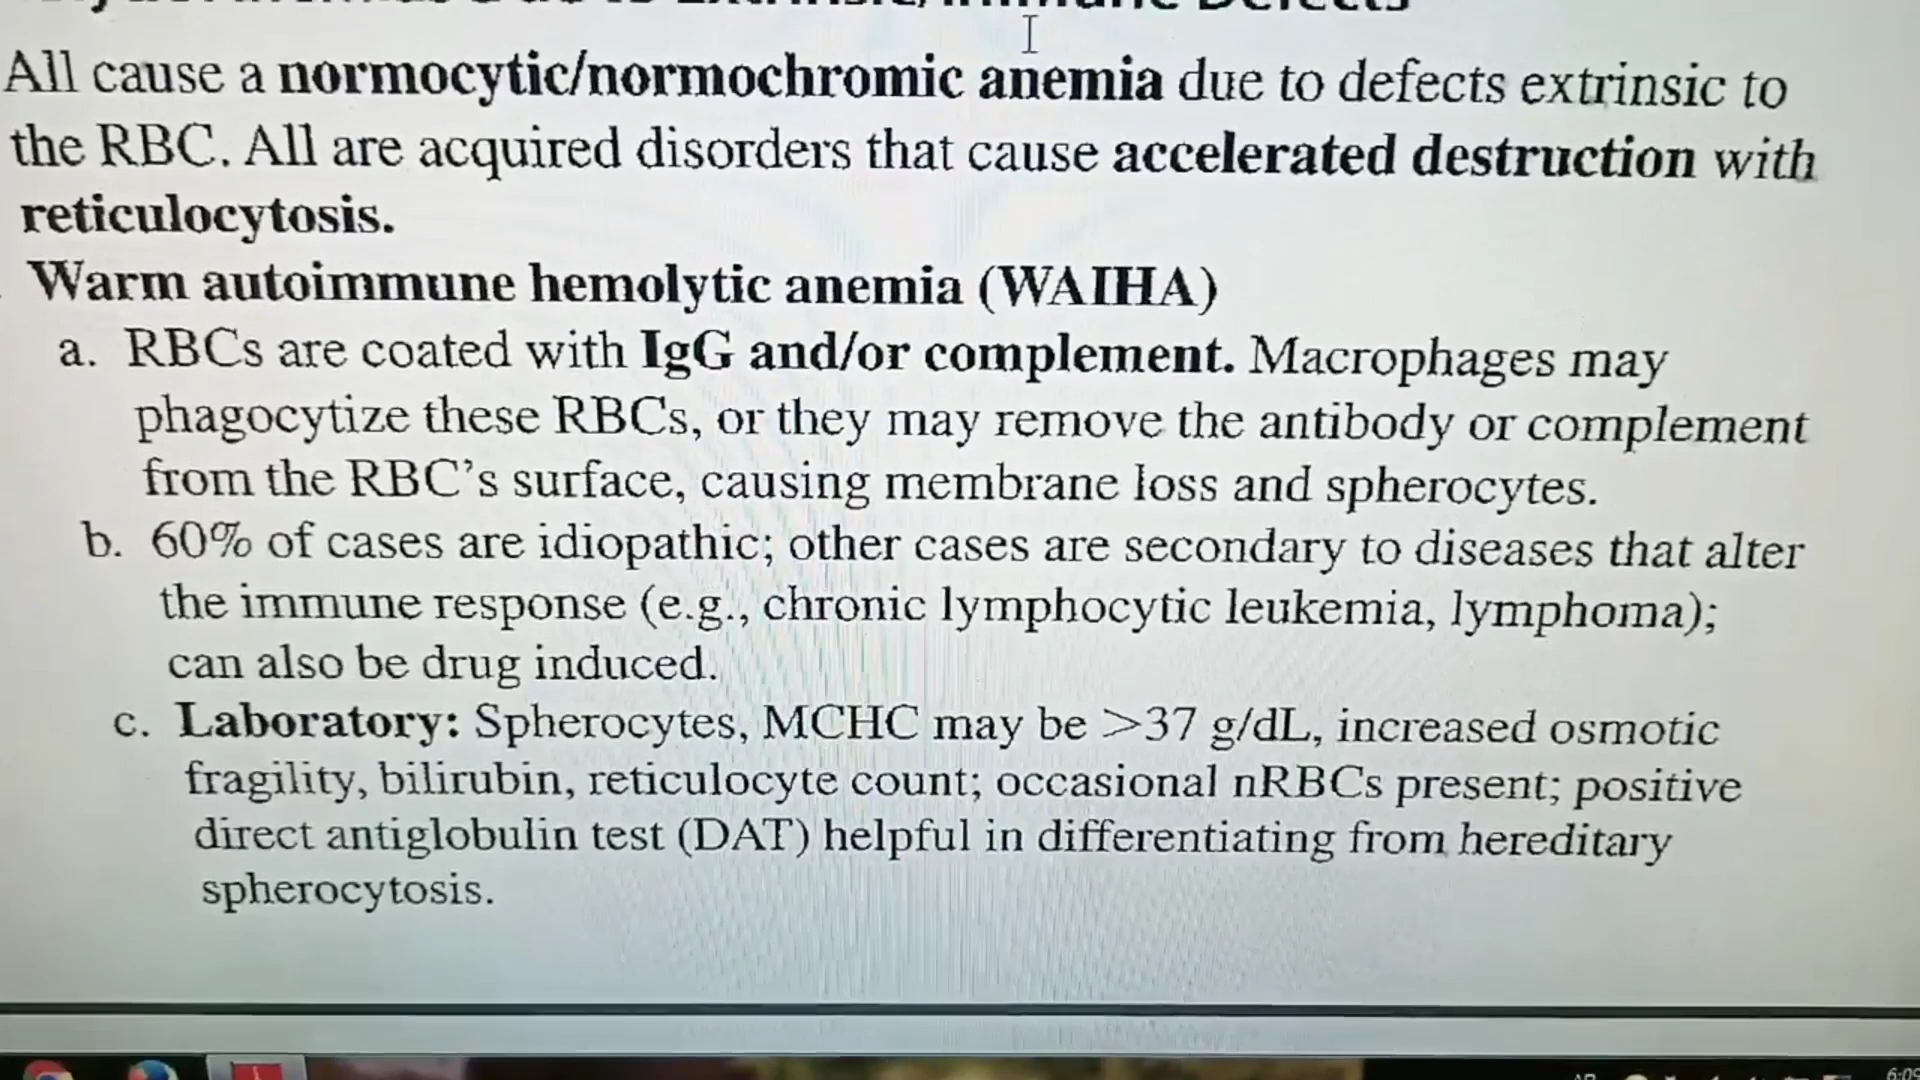 Extrinsic/Immune Defects
All cause a normocytic/normochromic anemia due to defects extrinsic to
the RBC. All are acquired disorders that cause accelerated destruction with
reticulocytosis.
Warm autoimmune hemolytic anemia (WAIHA)
a. RBCs are coated with IgG and/or complement. Macrophages may
phagocytize these RBCs, or they may remove the antibody or complement
from the RBC’s surface, causing membrane loss and spherocytes.
b. 60% of cases are idiopathic; other cases are secondary to diseases that alter
the immune response (e.g., chronic lymphocytic leukemia, lymphoma);
can also be drug induced.
c. Laboratory: Spherocytes, MCHC may be >37 g/dL, increased osmotic
fragility, bilirubin, reticulocyte count; occasional nRBCs present; positive
direct antiglobulin test (DAT) helpful in differentiating from hereditary
spherocytosis.